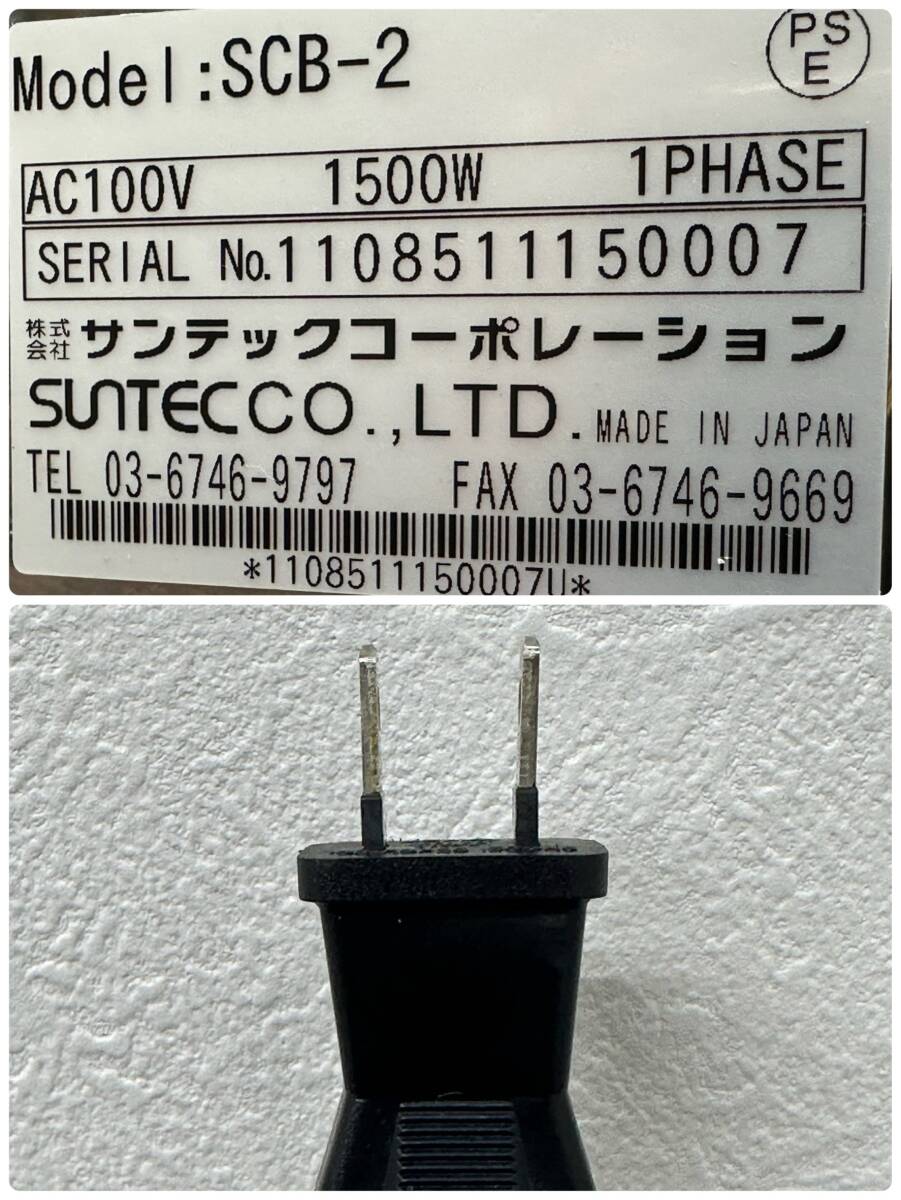 Model:SCB-2
PS
E
AC100V 1500W 1PHASE
SERIAL No.1108511150007
株式会社 サンテックコーポレーション
SUNTEC CO.,LTD. MADE IN JAPAN
TEL 03-6746-9797 FAX 03-6746-9669
*1108511150007U*